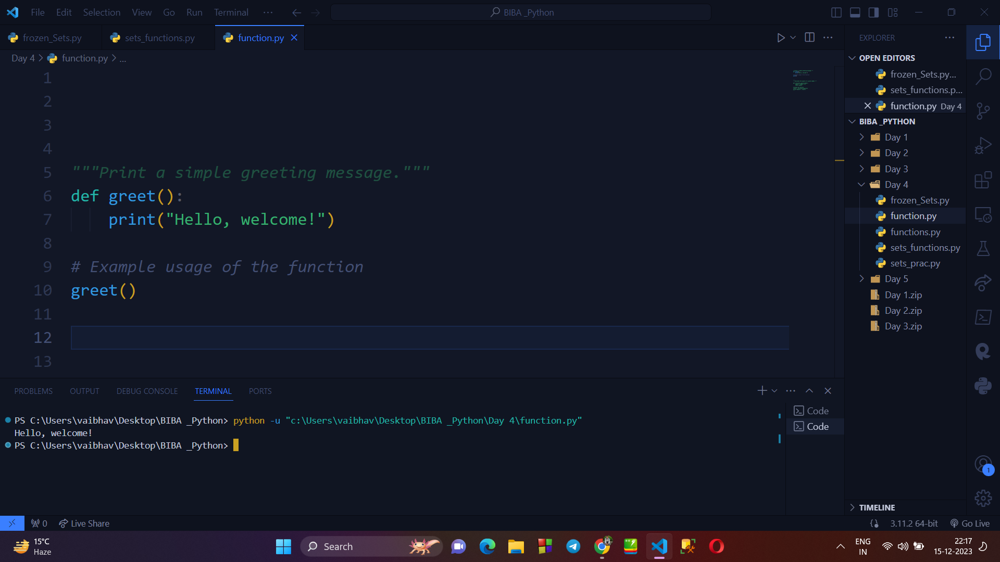 File Edit Selection View Go Run Terminal ···
BIBA _Python
frozen_Sets.py
sets_functions.py
function.py
Day 4 > function.py > ...
1
2
3
4
5 """Print a simple greeting message."""
6 def greet():
7 print("Hello, welcome!")
8
9 # Example usage of the function
10 greet()
11
12
13
PROBLEMS OUTPUT DEBUG CONSOLE TERMINAL PORTS
PS C:\Users\vaibhav\Desktop\BIBA _Python> python -u "c:\Users\vaibhav\Desktop\BIBA _Python\Day 4\function.py"
Hello, welcome!
PS C:\Users\vaibhav\Desktop\BIBA _Python>
Code
Code
EXPLORER
OPEN EDITORS
frozen_Sets.py...
sets_functions.p...
function.py Day 4
BIBA _PYTHON
Day 1
Day 2
Day 3
Day 4
frozen_Sets.py
function.py
functions.py
sets_functions.py
sets_prac.py
Day 5
Day 1.zip
Day 2.zip
Day 3.zip
TIMELINE
1
0 Live Share
3.11.2 64-bit Go Live
15°C
Haze
Search
ENG
IN
22:17
15-12-2023